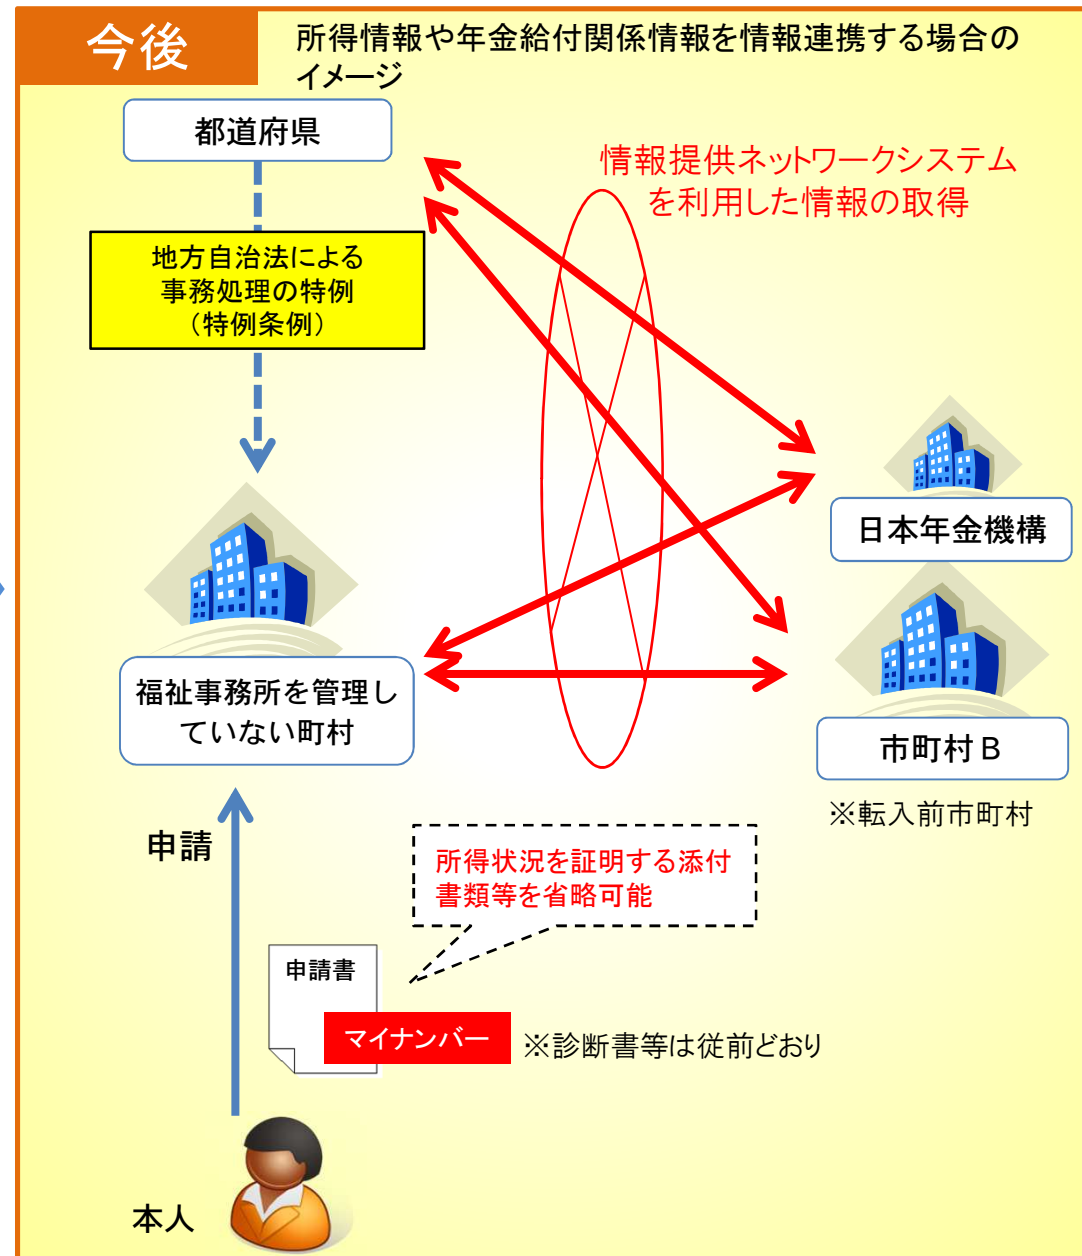 今後
所得情報や年金給付関係情報を情報連携する場合の
イメージ
都道府県
情報提供ネットワークシステム
を利用した情報の取得
地方自治法による
事務処理の特例
（特例条例）
日本年金機構
福祉事務所を管理し
ていない町村
市町村Ｂ
※転入前市町村
申請
所得状況を証明する添付
書類等を省略可能
申請書
マイナンバー
※診断書等は従前どおり
本人